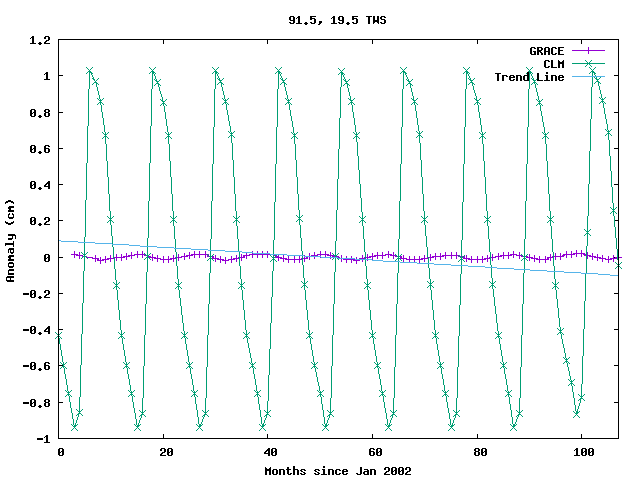 91.5, 19.5 TWS
GRACE
CLM
Trend Line
Anomaly (cm)
1.2
1
0.8
0.6
0.4
0.2
0
-0.2
-0.4
-0.6
-0.8
-1
0 20 40 60 80 100
Months since Jan 2002